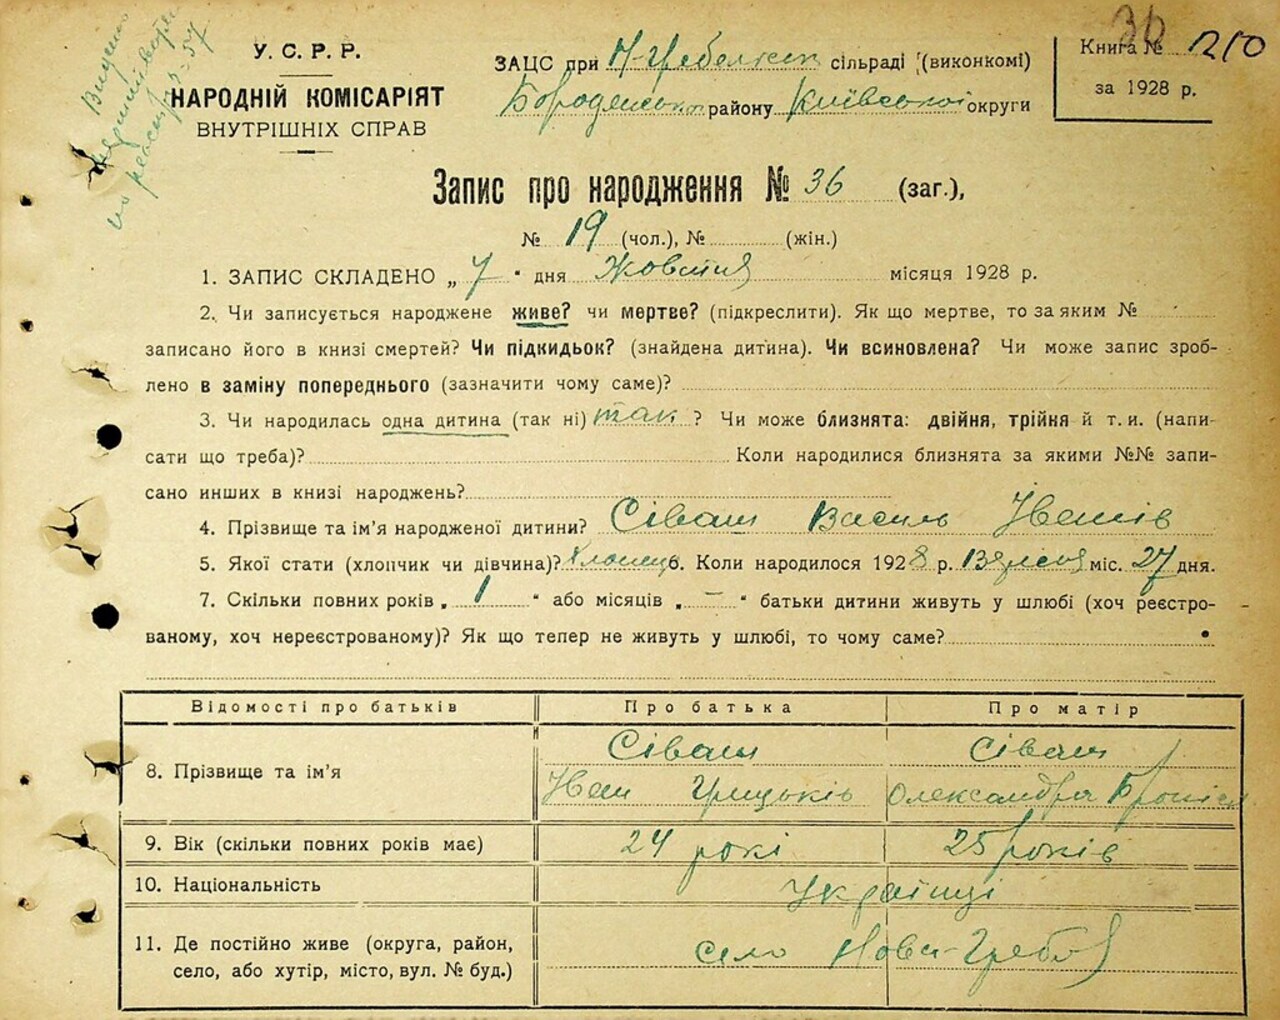 Видано
по реєстру
У. С. Р. Р.
НАРОДНІЙ КОМІСАРІЯТ
ВНУТРІШНІХ СПРАВ
ЗАЦС при Н-Гребельск сільраді (виконкомі)
району Київської округи
Книга № 210
36
за 1928 р.
Запис про народження № 36 (заг.),
№ 19 (чол.), № (жін.)
1. ЗАПИС СКЛАДЕНО „ 7 " дня Жовтня місяця 1928 р.
2. Чи записується народжене живе? чи мертве? (підкреслити). Як що мертве, то за яким №
записано його в книзі смертей? Чи підкидьок? (знайдена дитина). Чи всиновлена? Чи може запис зроб-
лено в заміну попереднього (зазначити чому саме)?
3. Чи народилась одна дитина (так ні) так ? Чи може близнята: двійня, трійня й т. и. (напи-
сати що треба)? Коли народилися близнята за якими №№ запи-
сано инших в книзі народжень?
4. Прізвище та ім'я народженої дитини? Сіваш Василь Іванів
5. Якої стати (хлопчик чи дівчина)? Хлопець. Коли народилося 1928 р. Вересня міс. 27 дня.
7. Скільки повних років „ 1 " або місяців „ – " батьки дитини живуть у шлюбі (хоч реєстро-
ваному, хоч нереєстрованому)? Як що тепер не живуть у шлюбі, то чому саме?
Відомості про батьків Про батька Про матір
8. Прізвище та ім'я Сіваш Іван Грицьків Сіваш Олександра
9. Вік (скільки повних років має) 24 рокі 25 років
10. Національність Українці
11. Де постійно живе (округа, район,
село, або хутір, місто, вул. № буд.) село Нова-Гребля